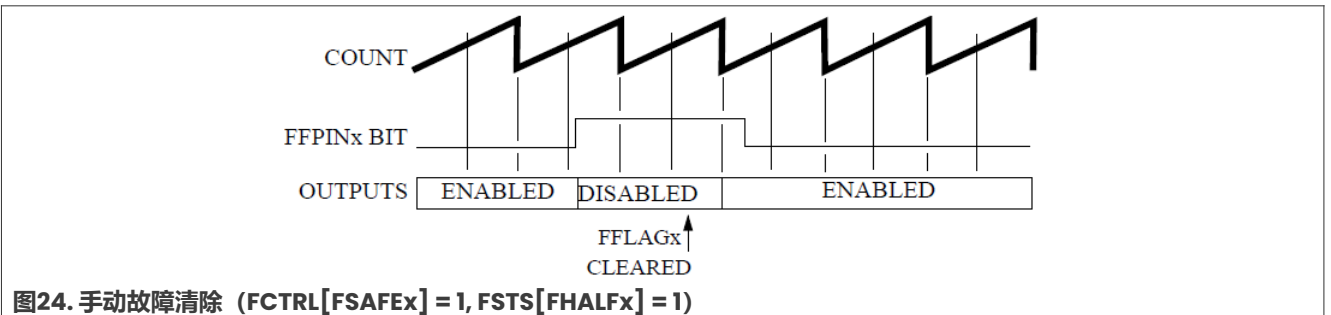 COUNT
FFPINx BIT
OUTPUTS ENABLED DISABLED ENABLED
FFLAGx
CLEARED
图24. 手动故障清除（FCTRL[FSAFEx] = 1, FSTS[FHALFx] = 1）